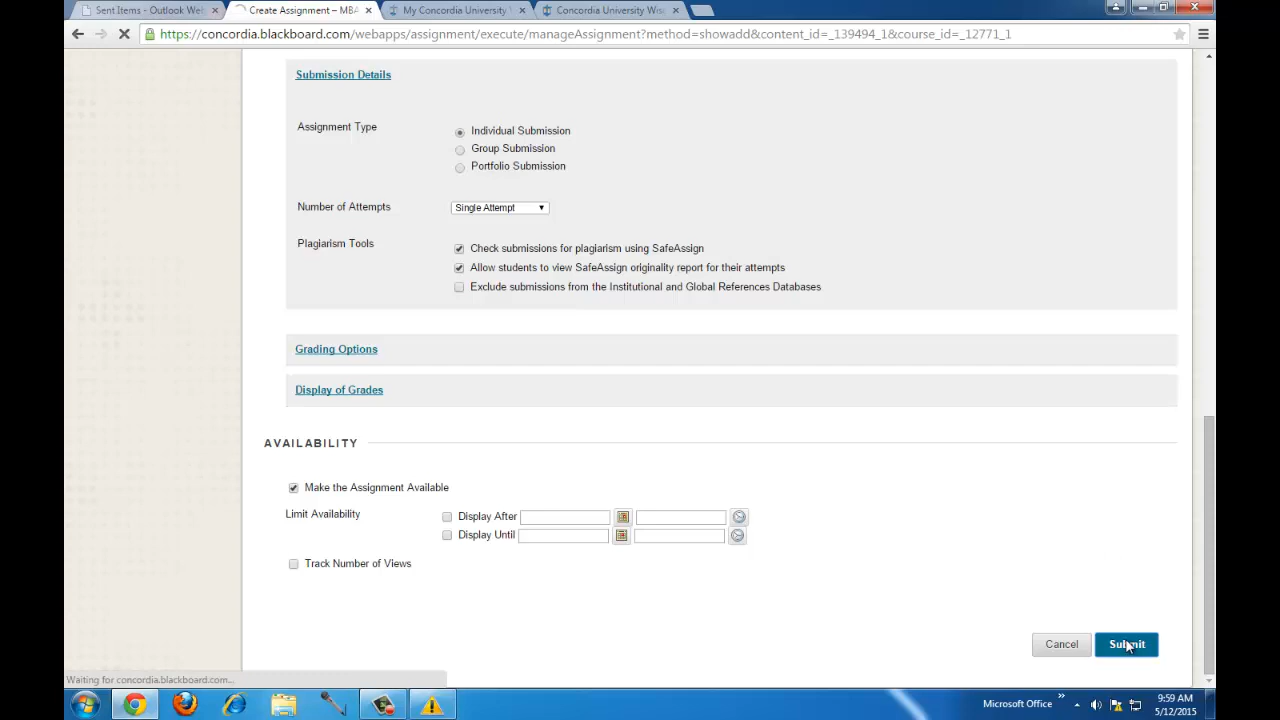 Sent Items - Outlook Web
Create Assignment – MBA
My Concordia University
Concordia University Wis
https://concordia.blackboard.com/webapps/assignment/execute/manageAssignment?method=showadd&content_id=_139494_1&course_id=_12771_1
Submission Details
Assignment Type
Individual Submission
Group Submission
Portfolio Submission
Number of Attempts
Single Attempt
Plagiarism Tools
Check submissions for plagiarism using SafeAssign
Allow students to view SafeAssign originality report for their attempts
Exclude submissions from the Institutional and Global References Databases
Grading Options
Display of Grades
AVAILABILITY
Make the Assignment Available
Limit Availability
Display After
Display Until
Track Number of Views
Cancel
Submit
Waiting for concordia.blackboard.com...
Microsoft Office
9:59 AM
5/12/2015